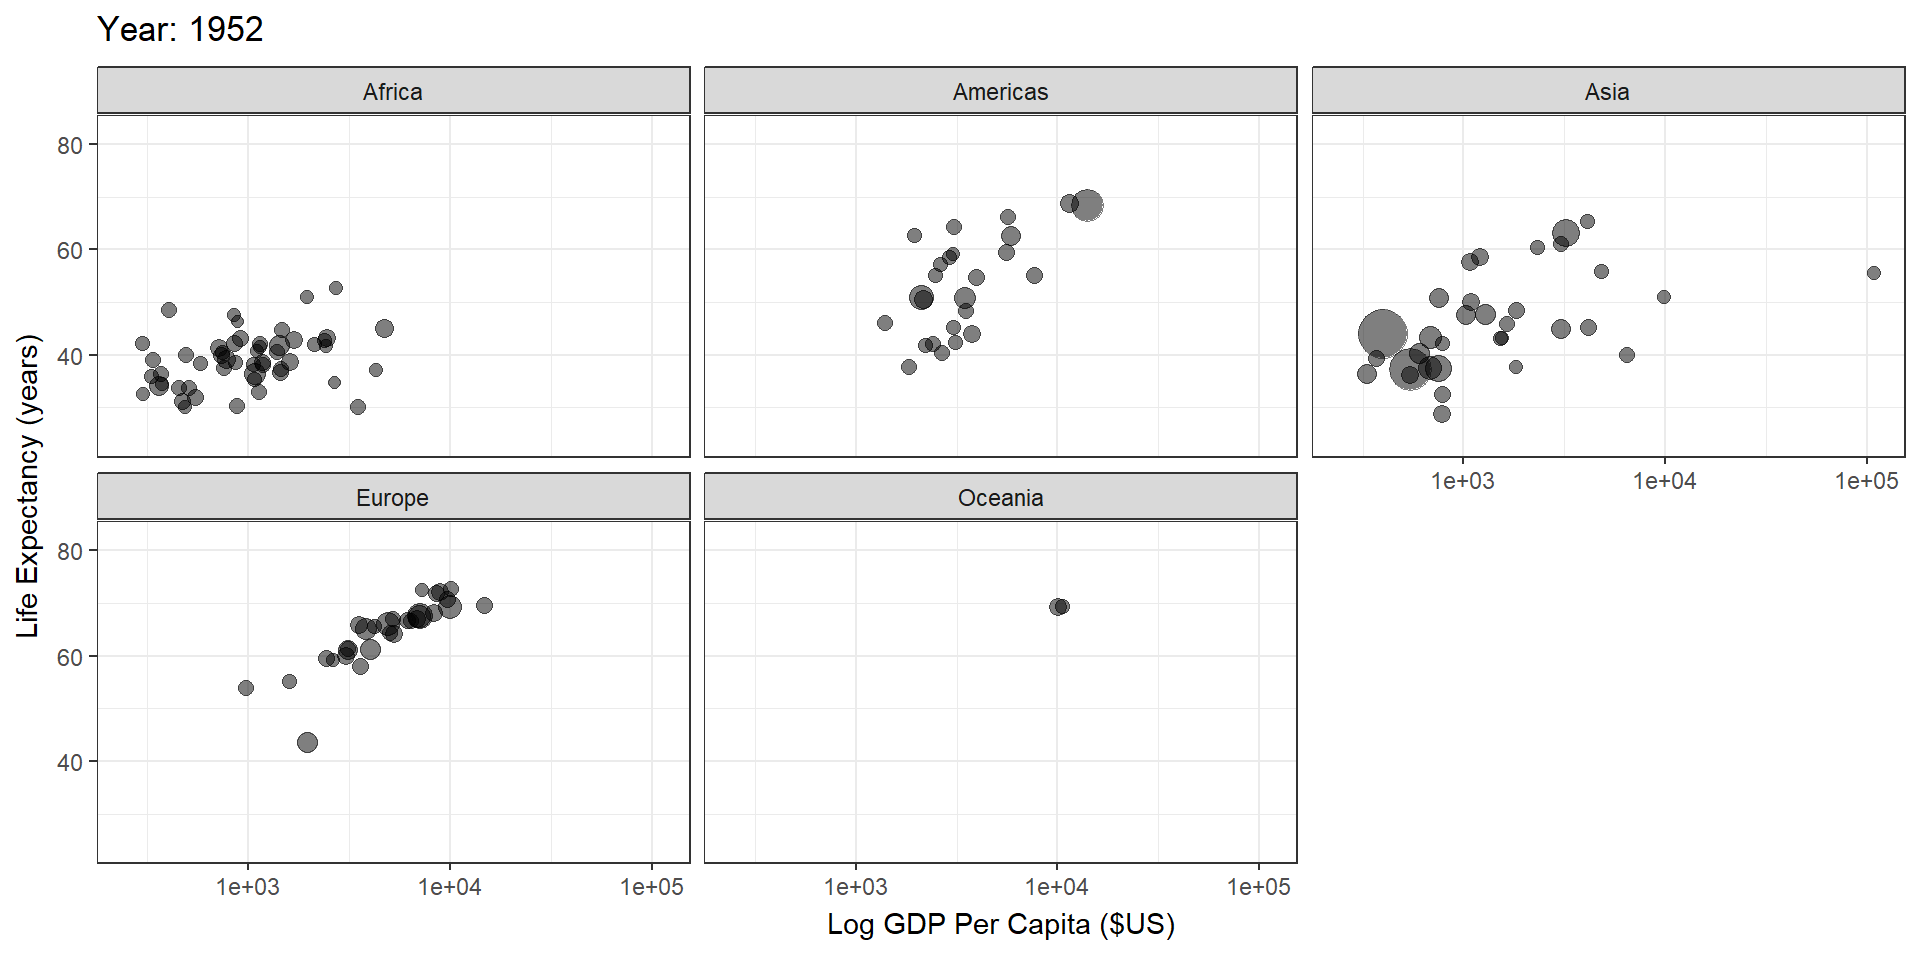 Year: 1952
Africa
Americas
Asia
80
60
40
1e+03 1e+04 1e+05
Europe
Oceania
80
60
40
1e+03 1e+04 1e+05
1e+03 1e+04 1e+05
Life Expectancy (years)
Log GDP Per Capita ($US)